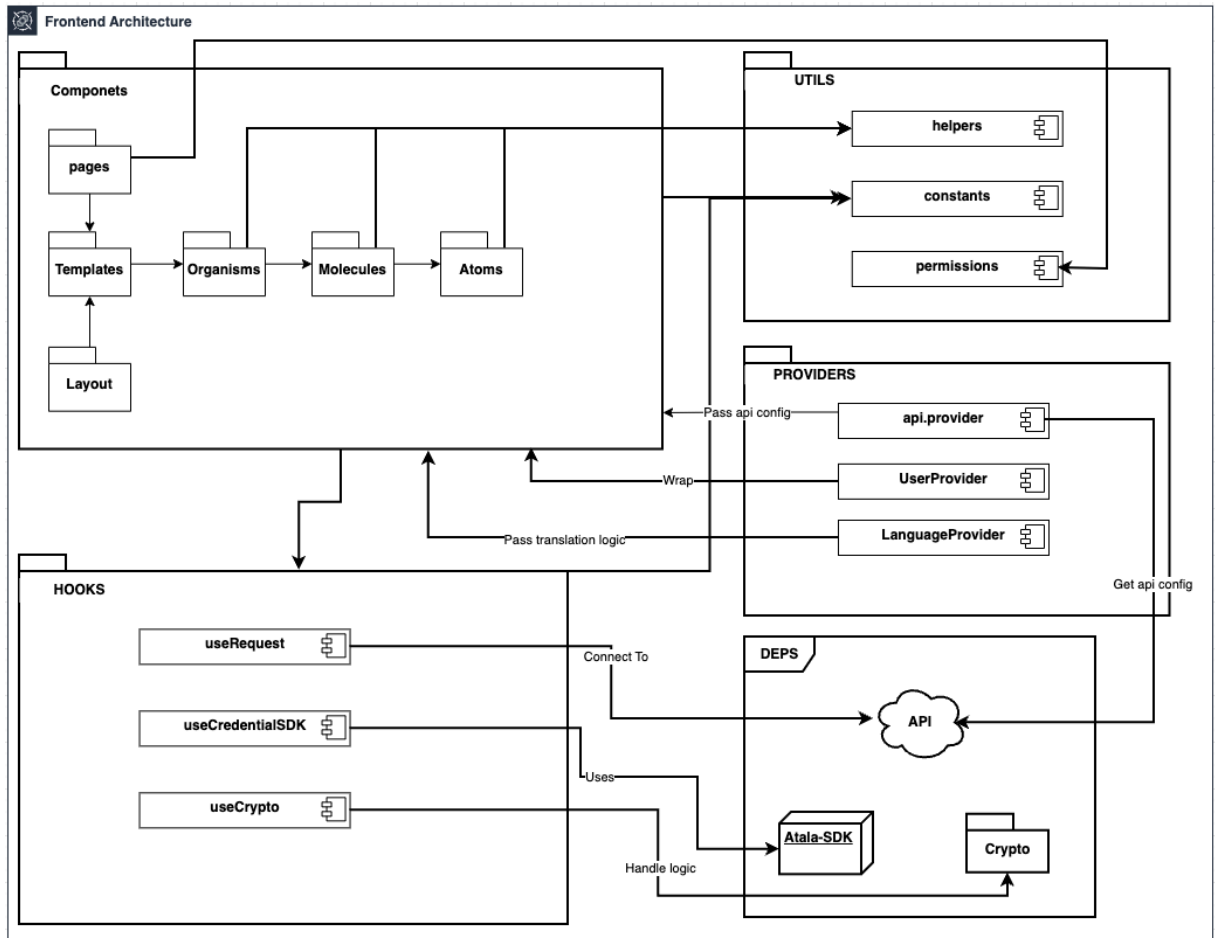 Frontend Architecture
Componets
pages
Templates
Organisms
Molecules
Atoms
Layout
UTILS
helpers
constants
permissions
PROVIDERS
api.provider
UserProvider
LanguageProvider
Pass api config
Wrap
Pass translation logic
Get api config
HOOKS
useRequest
useCredentialSDK
useCrypto
Connect To
Uses
Handle logic
DEPS
API
Atala-SDK
Crypto